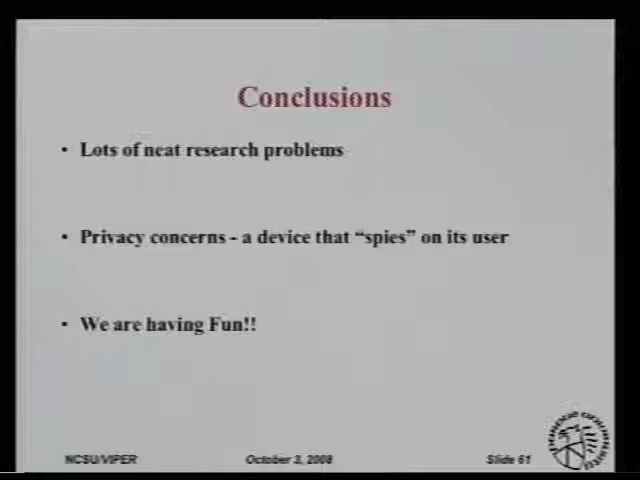 Conclusions
• Lots of neat research problems
• Privacy concerns - a device that “spies” on its user
• We are having Fun!!
NCSU/VIPER October 3, 2008 Slide 61